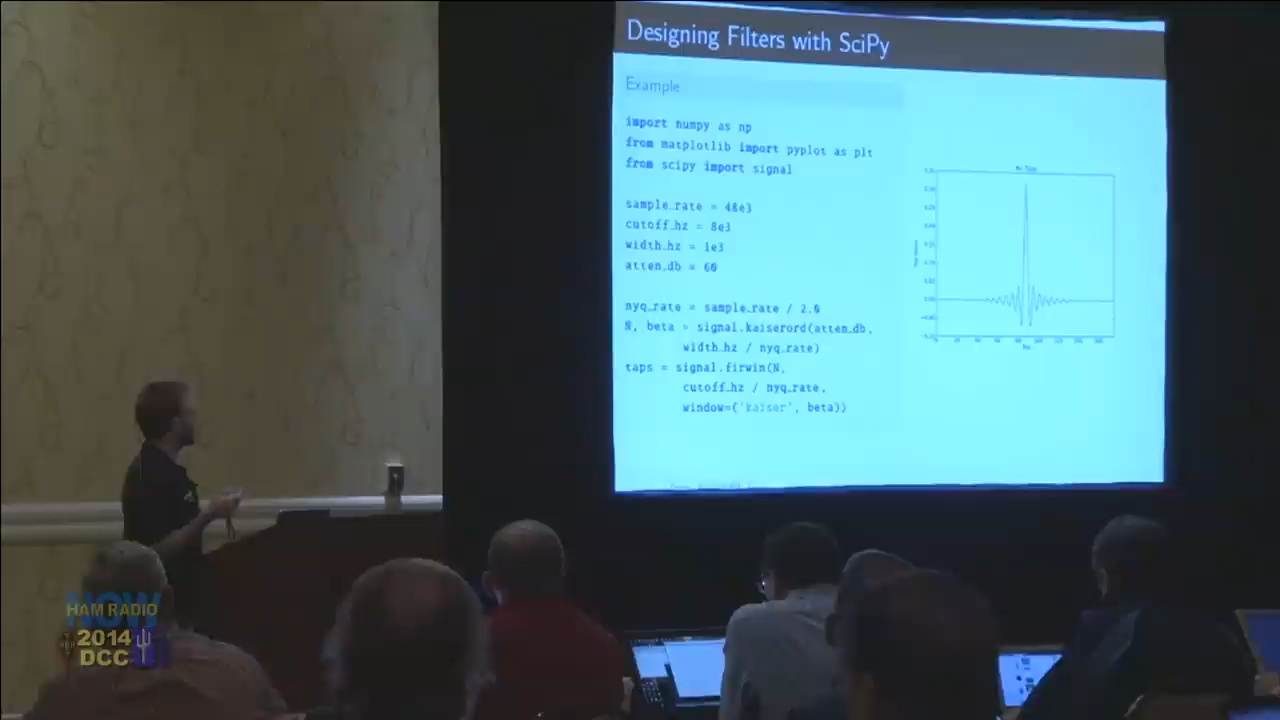 Designing Filters with SciPy
Example
import numpy as np
from matplotlib import pyplot as plt
from scipy import signal
sample_rate = 48e3
cutoff_hz = 8e3
width_hz = 1e3
atten_db = 60
nyq_rate = sample_rate / 2.0
N, beta = signal.kaiserord(atten_db,
width_hz / nyq_rate)
taps = signal.firwin(N,
cutoff_hz / nyq_rate,
window=('kaiser', beta))
NOW
HAM RADIO
2014
DCC